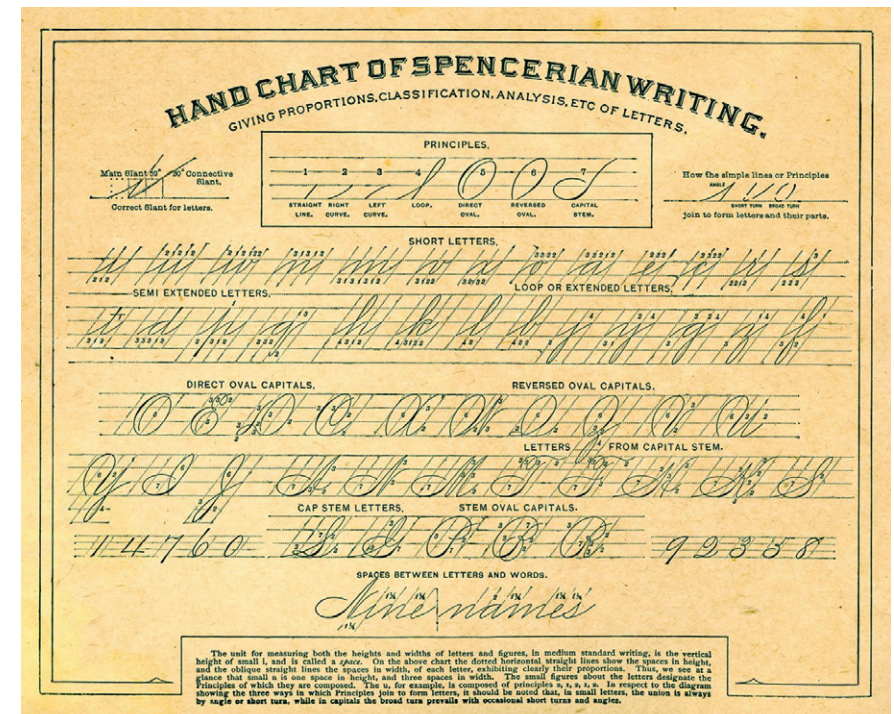 HAND CHART OF SPENCERIAN WRITING.
GIVING PROPORTIONS, CLASSIFICATION, ANALYSIS, ETC OF LETTERS.
PRINCIPLES.
Main Slant 52° 30° Connective Slant.
Correct Slant for letters.
1 2 3 4 5 6 7
STRAIGHT LINE. RIGHT CURVE. LEFT CURVE. LOOP. DIRECT OVAL. REVERSED OVAL. CAPITAL STEM.
How the simple lines or Principles
ANGLE
SHORT TURN BROAD TURN
join to form letters and their parts.
SHORT LETTERS.
i u w n m v x o a e c r s
SEMI EXTENDED LETTERS. LOOP OR EXTENDED LETTERS.
t d p q h k l b j y g z f
DIRECT OVAL CAPITALS. REVERSED OVAL CAPITALS.
O E D C X W Q Z V U
LETTERS FROM CAPITAL STEM.
Y I J A N M T F H K S
CAP STEM LETTERS. STEM OVAL CAPITALS.
1 4 7 6 0 S L P B R 9 2 3 5 8
SPACES BETWEEN LETTERS AND WORDS.
Nine names
The unit for measuring both the heights and widths of letters and figures, in medium standard writing, is the vertical
height of small i, and is called a space. On the above chart the dotted horizontal straight lines show the spaces in height,
and the oblique straight lines the spaces in width, of each letter, exhibiting clearly their proportions. Thus, we see at a
glance that small n is one space in height, and three spaces in width. The small figures about the letters designate the
Principles of which they are composed. The u, for example, is composed of principles 2, 1, 2, 1, 2. In respect to the diagram
showing the three ways in which Principles join to form letters, it should be noted that, in small letters, the union is always
by angle or short turn, while in capitals the broad turn prevails with occasional short turns and angles.